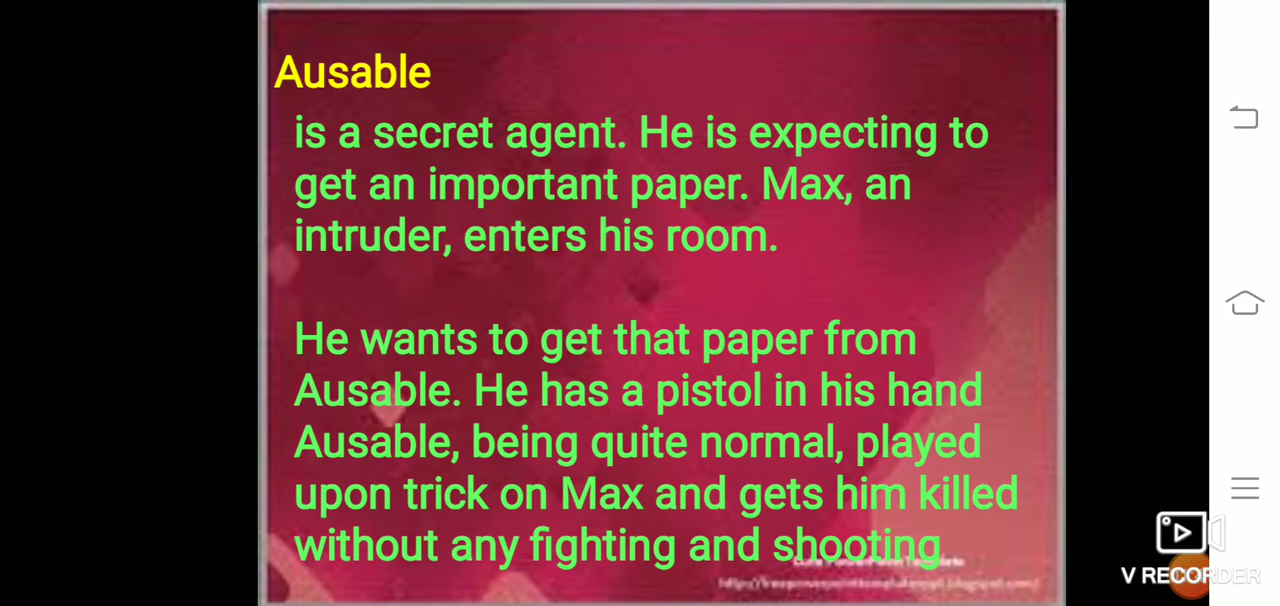 Ausable
is a secret agent. He is expecting to
get an important paper. Max, an
intruder, enters his room.
He wants to get that paper from
Ausable. He has a pistol in his hand
Ausable, being quite normal, played
upon trick on Max and gets him killed
without any fighting and shooting
V RECORDER